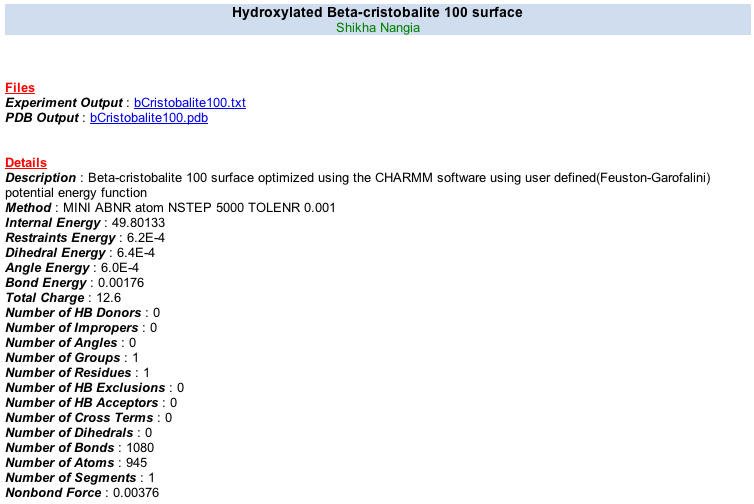 Hydroxylated Beta-cristobalite 100 surface
Shikha Nangia
Files
Experiment Output : bCristobalite100.txt
PDB Output : bCristobalite100.pdb
Details
Description : Beta-cristobalite 100 surface optimized using the CHARMM software using user defined(Feuston-Garofalini)
potential energy function
Method : MINI ABNR atom NSTEP 5000 TOLENR 0.001
Internal Energy : 49.80133
Restraints Energy : 6.2E-4
Dihedral Energy : 6.4E-4
Angle Energy : 6.0E-4
Bond Energy : 0.00176
Total Charge : 12.6
Number of HB Donors : 0
Number of Impropers : 0
Number of Angles : 0
Number of Groups : 1
Number of Residues : 1
Number of HB Exclusions : 0
Number of HB Acceptors : 0
Number of Cross Terms : 0
Number of Dihedrals : 0
Number of Bonds : 1080
Number of Atoms : 945
Number of Segments : 1
Nonbond Force : 0.00376